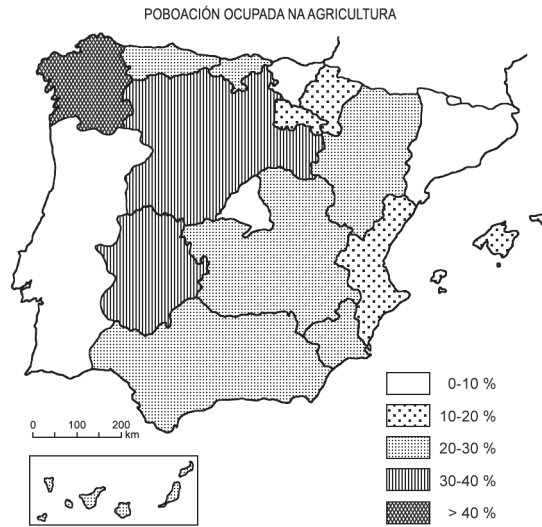 POBOACIÓN OCUPADA NA AGRICULTURA
0-10 %
10-20 %
20-30 %
30-40 %
> 40 %
0 100 200
km